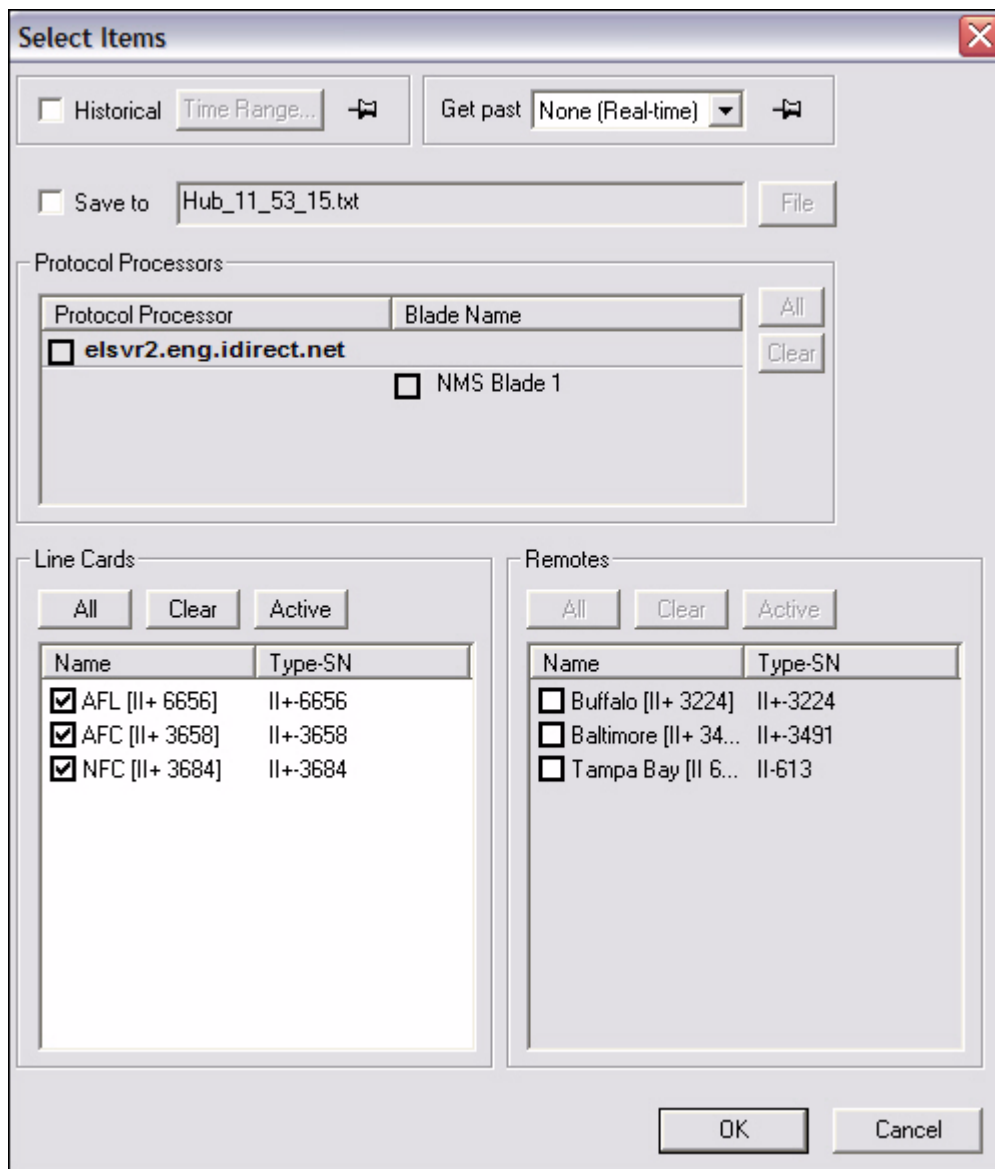 Select Items
Historical Time Range... Get past None (Real-time)
Save to Hub_11_53_15.txt File
Protocol Processors
Protocol Processor Blade Name All
elsvr2.eng.idirect.net Clear
NMS Blade 1
Line Cards
All Clear Active
Name Type-SN
AFL [II+ 6656] II+-6656
AFC [II+ 3658] II+-3658
NFC [II+ 3684] II+-3684
Remotes
All Clear Active
Name Type-SN
Buffalo [II+ 3224] II+-3224
Baltimore [II+ 34... II+-3491
Tampa Bay [II 6... II-613
OK Cancel